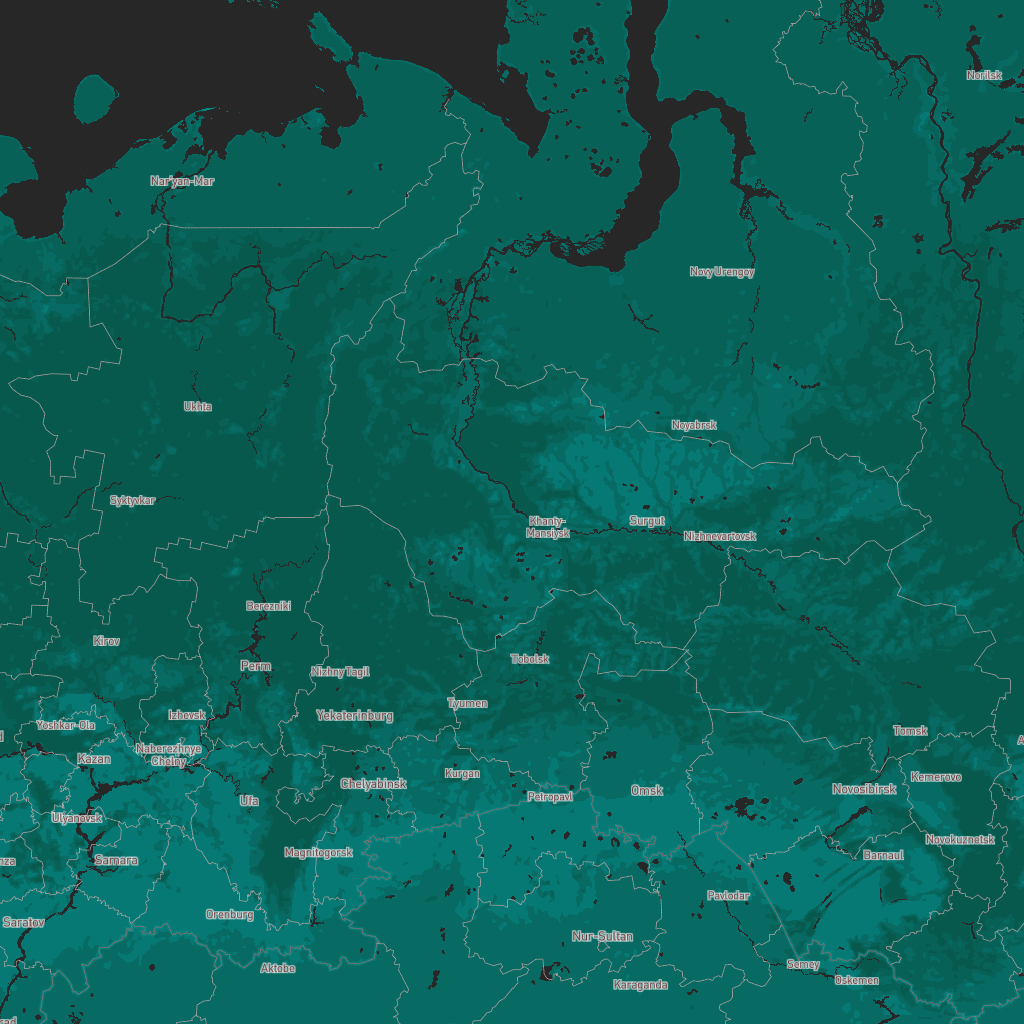 Norilsk
Nar'yan-Mar
Novy Urengoy
Ukhta
Noyabrsk
Syktyvkar
Khanty-
Mansiysk
Surgut
Nizhnevartovsk
Berezniki
Kirov
Perm
Tobolsk
Nizhny Tagil
Tyumen
Izhevsk
Yekaterinburg
Yoshkar-Ola
Tomsk
Naberezhnye
Chelny
Kazan
Kurgan
Kemerovo
Chelyabinsk
Omsk
Novosibirsk
Petropavl
Ufa
Ulyanovsk
Novokuznetsk
Magnitogorsk
Barnaul
nza
Samara
Pavlodar
Orenburg
Saratov
Nur-Sultan
Semey
Aktobe
Oskemen
Karaganda
rad